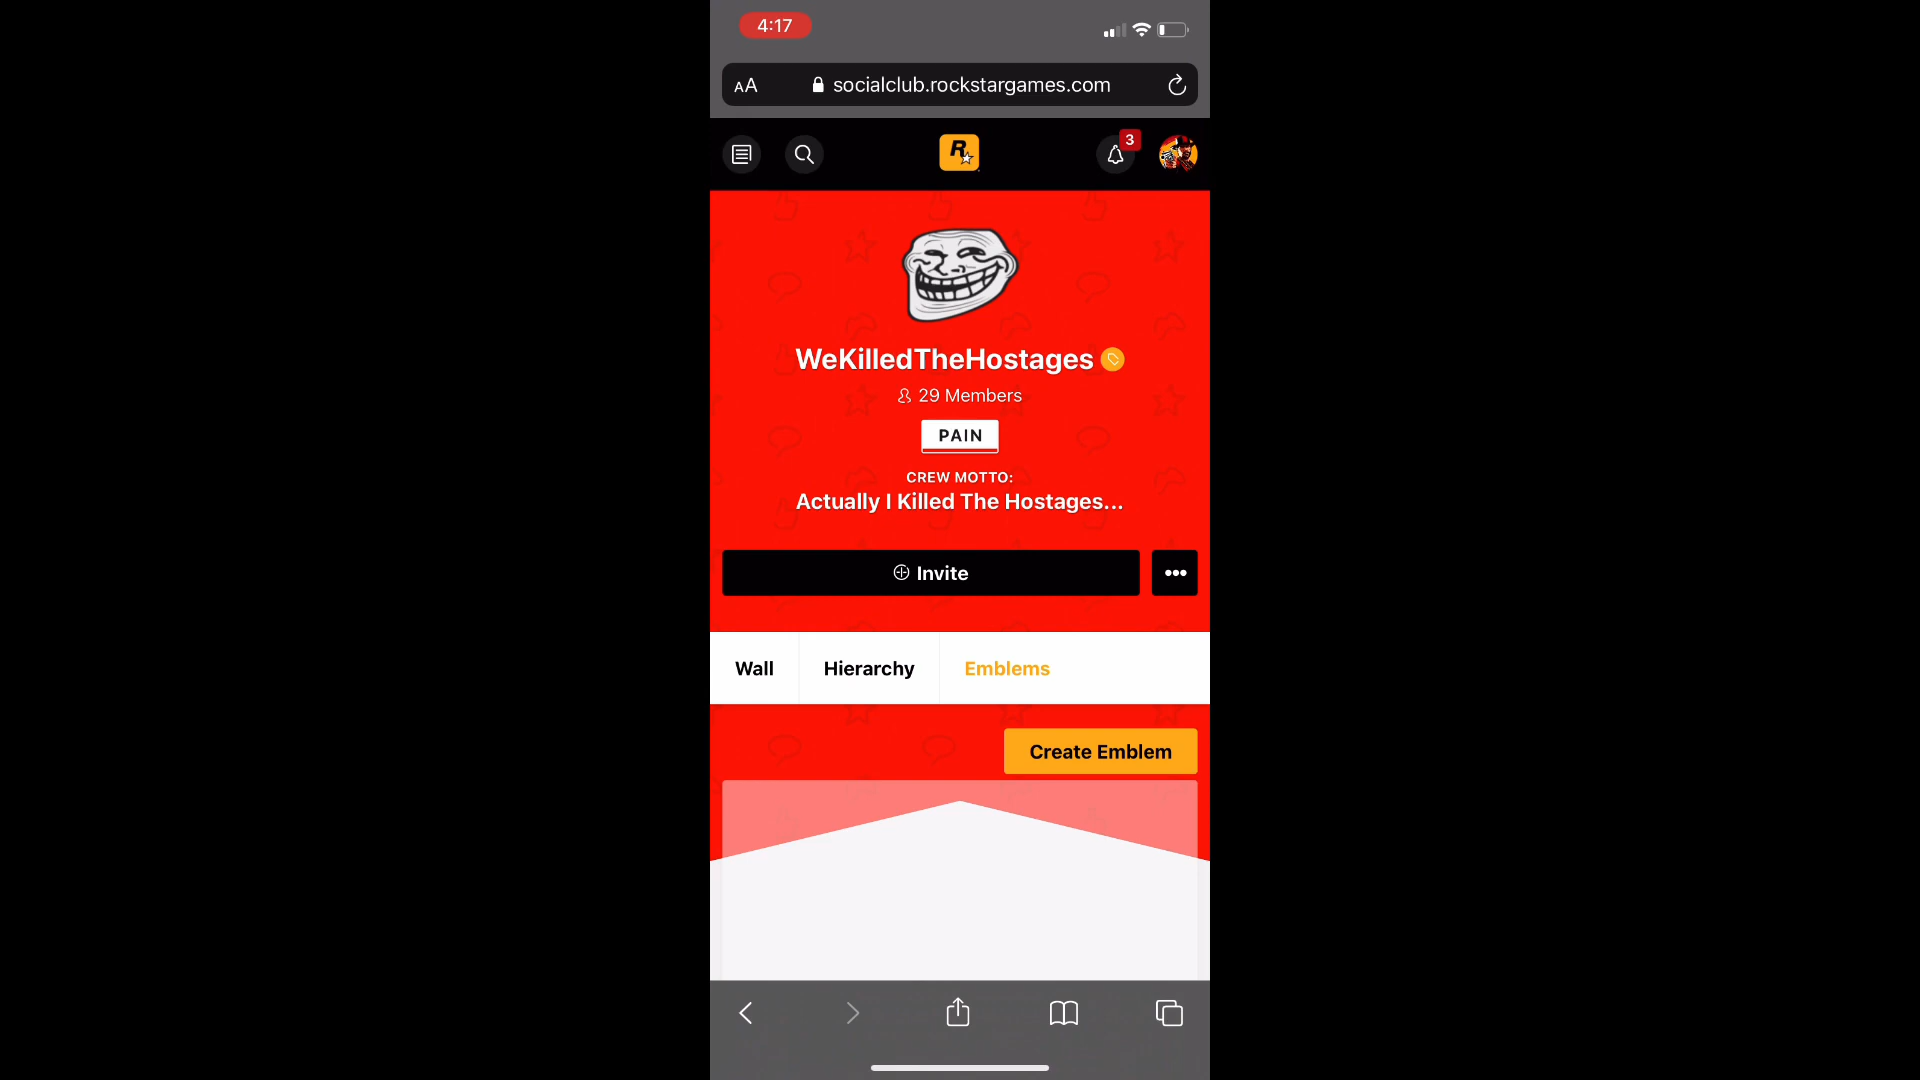 4:17
AA socialclub.rockstargames.com
R
3
WeKilledTheHostages
29 Members
PAIN
CREW MOTTO:
Actually I Killed The Hostages...
Invite
Wall Hierarchy Emblems
Create Emblem